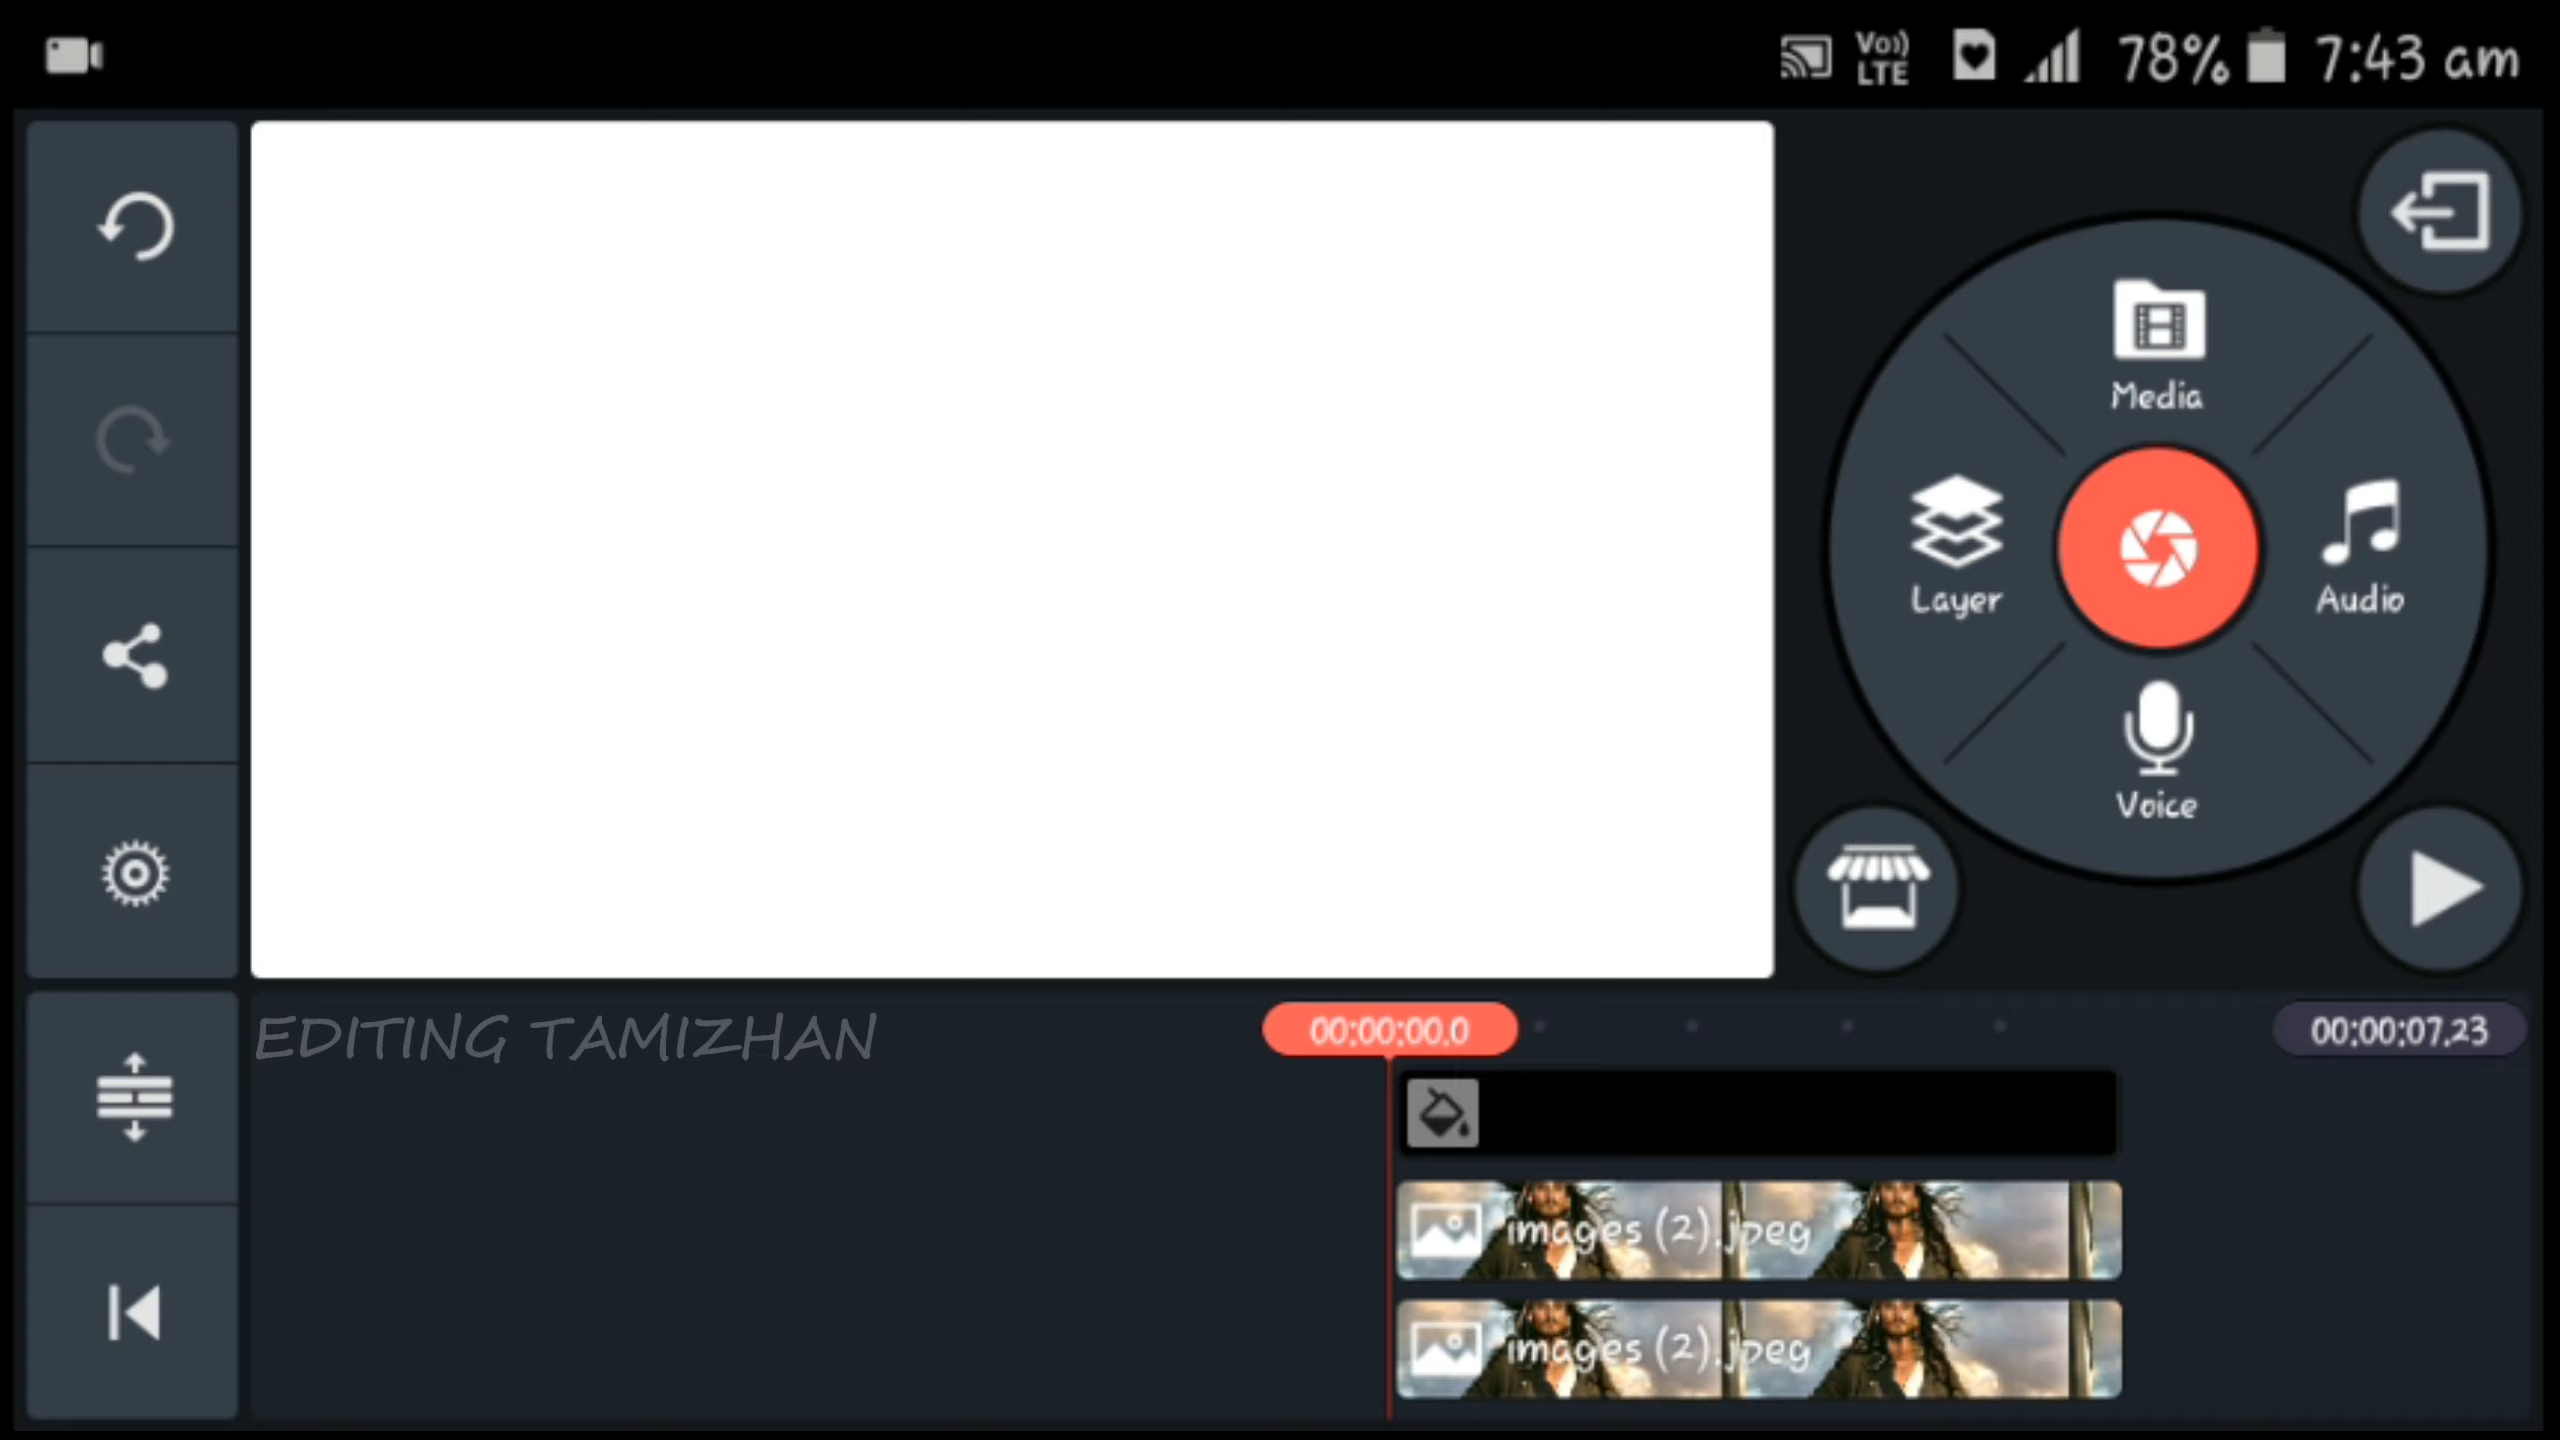 Vo))
LTE
78%
7:43 am
Media
Layer
Audio
Voice
EDITING TAMIZHAN
00:00:00.0
00:00:07.23
images (2).jpeg
images (2).jpeg